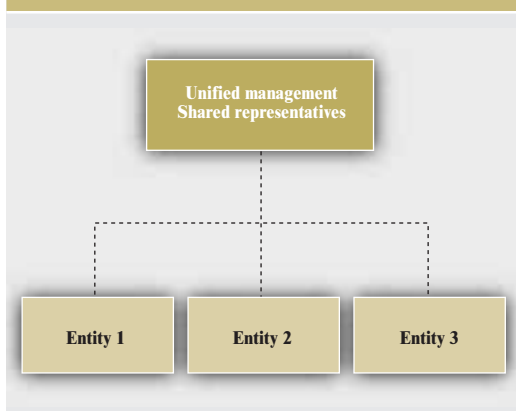 Unified management
Shared representatives
Entity 1
Entity 2
Entity 3